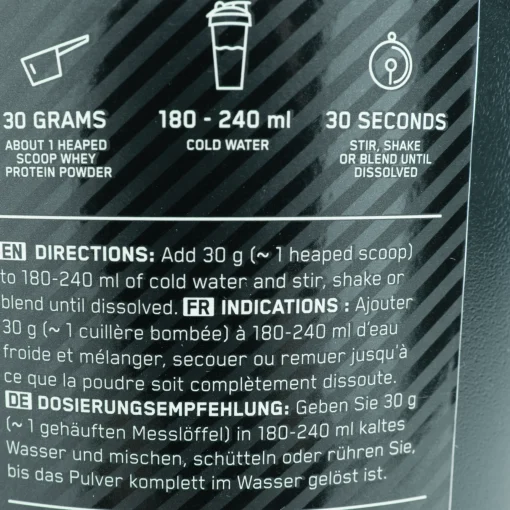 30 GRAMS
ABOUT 1 HEAPED
SCOOP WHEY
PROTEIN POWDER
180 - 240 ml
COLD WATER
30 SECONDS
STIR, SHAKE
OR BLEND UNTIL
DISSOLVED
EN DIRECTIONS: Add 30 g (~ 1 heaped scoop)
to 180-240 ml of cold water and stir, shake or
blend until dissolved. FR INDICATIONS : Ajouter
30 g (~ 1 cuillère bombée) à 180-240 ml d'eau
froide et mélanger, secouer ou remuer jusqu'à
ce que la poudre soit complètement dissoute.
DE DOSIERUNGSEMPFEHLUNG: Geben Sie 30 g
(~ 1 gehäuften Messlöffel) in 180-240 ml kaltes
Wasser und mischen, schütteln oder rühren Sie,
bis das Pulver komplett im Wasser gelöst ist.